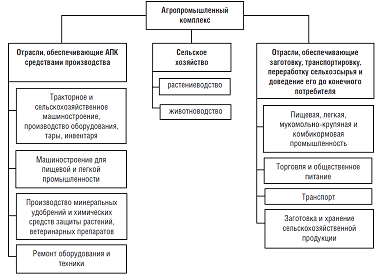 Агропромышленный
комплекс
Отрасли, обеспечивающие АПК
средствами производства
Тракторное и
сельскохозяйственное
машиностроение,
производство оборудования,
тары, инвентаря
Машиностроение для
пищевой и легкой
промышленности
Производство минеральных
удобрений и химических
средств защиты растений,
ветеринарных препаратов
Ремонт оборудования и
техники
Сельское
хозяйство
растениеводство
животноводство
Отрасли, обеспечивающие
заготовку, транспортировку,
переработку сельхозсырья и
доведение его до конечного
потребителя
Пищевая, легкая,
мукомольно-крупяная и
комбикормовая
промышленность
Торговля и общественное
питание
Транспорт
Заготовка и хранение
сельскохозяйственной
продукции